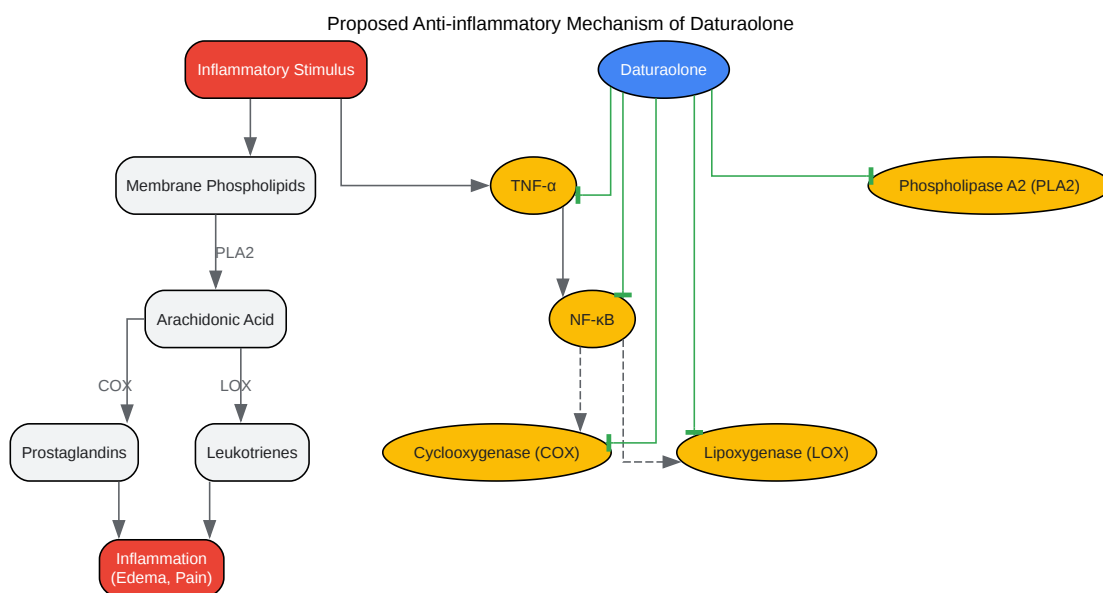 Proposed Anti-inflammatory Mechanism of Daturaolone
Inflammatory Stimulus
Daturaolone
Membrane Phospholipids
TNF-α
Phospholipase A2 (PLA2)
PLA2
Arachidonic Acid
NF-κB
COX
LOX
Prostaglandins
Leukotrienes
Cyclooxygenase (COX)
Lipoxygenase (LOX)
Inflammation
(Edema, Pain)